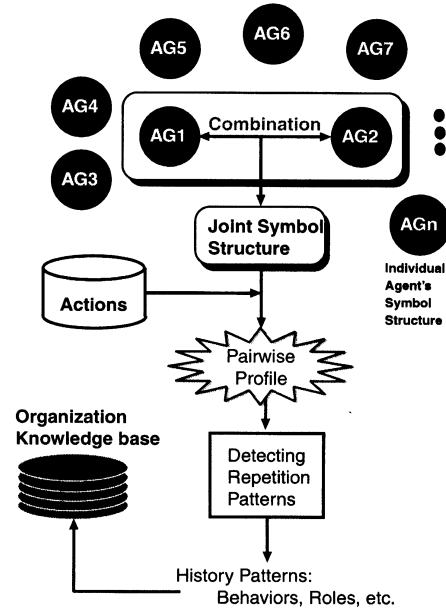 AG6
AG5
AG7
AG4
AG1
Combination
AG2
AG3
AGn
Joint Symbol
Structure
Individual
Agent's
Symbol
Structure
Actions
Pairwise
Profile
Organization
Knowledge base
Detecting
Repetition
Patterns
History Patterns:
Behaviors, Roles, etc.